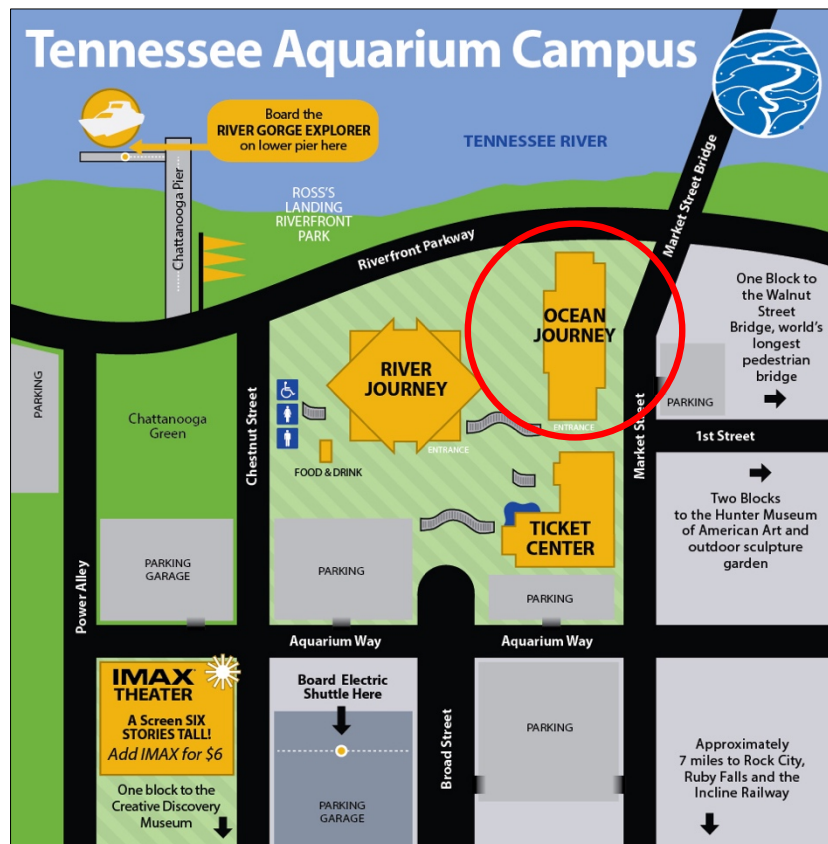 Tennessee Aquarium Campus
Board the
RIVER GORGE EXPLORER
on lower pier here
TENNESSEE RIVER
Market Street Bridge
Chattanooga Pier
ROSS'S
LANDING
RIVERFRONT
PARK
Riverfront Parkway
OCEAN
JOURNEY
ENTRANCE
One Block to
the Walnut
Street
Bridge, world's
longest
pedestrian
bridge
PARKING
PARKING
Chattanooga
Green
Chestnut Street
RIVER
JOURNEY
ENTRANCE
FOOD & DRINK
Market Street
1st Street
Two Blocks
to the Hunter Museum
of American Art and
outdoor sculpture
garden
TICKET
CENTER
PARKING
GARAGE
PARKING
PARKING
Power Alley
Aquarium Way
Aquarium Way
IMAX
THEATER
A Screen SIX
STORIES TALL!
Add IMAX for $6
One block to the
Creative Discovery
Museum
Board Electric
Shuttle Here
PARKING
GARAGE
Broad Street
PARKING
Approximately
7 miles to Rock City,
Ruby Falls and the
Incline Railway